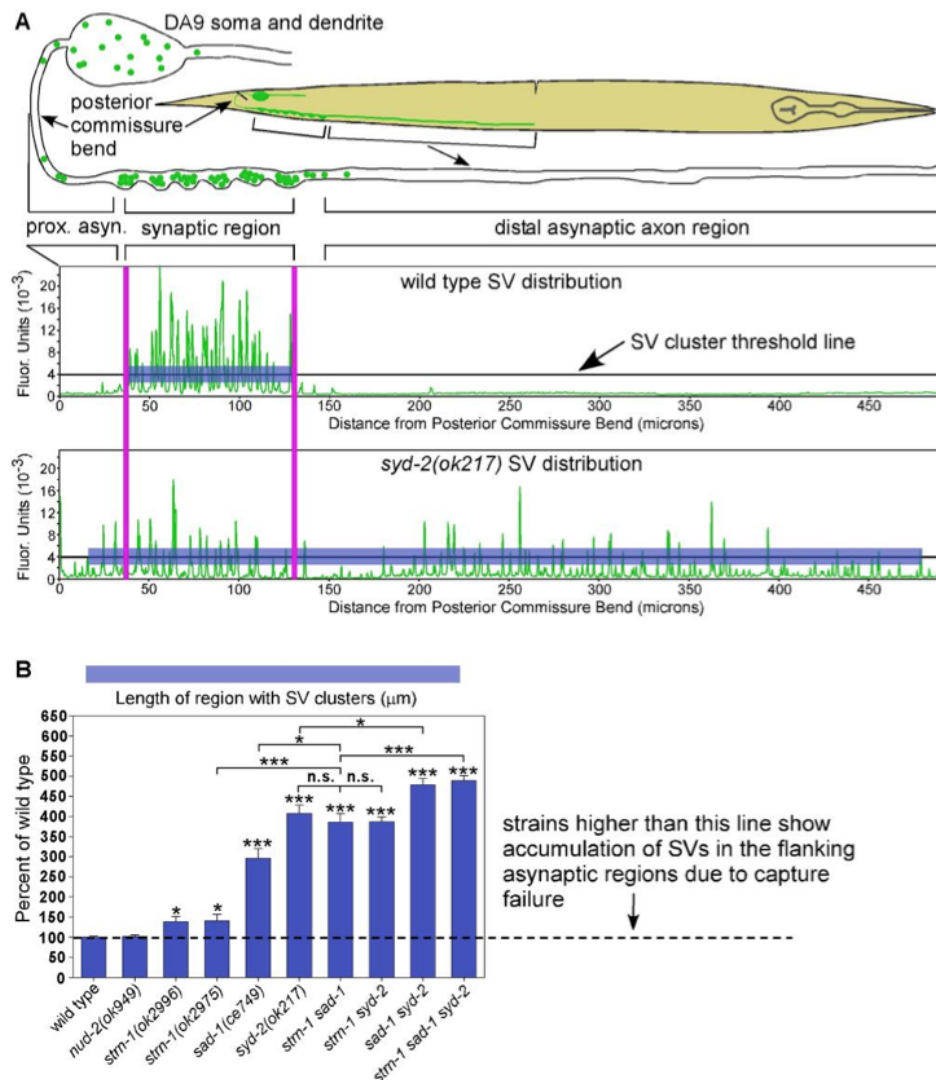 A
DA9 soma and dendrite
posterior
commissure
bend
prox. asyn.
synaptic region
distal asynaptic axon region
wild type SV distribution
SV cluster threshold line
Fluor. Units (10⁻³)
20
16
12
8
4
0
0 50 100 150 200 250 300 350 400 450
Distance from Posterior Commissure Bend (microns)
syd-2(ok217) SV distribution
Fluor. Units (10⁻³)
20
16
12
8
4
0
0 50 100 150 200 250 300 350 400 450
Distance from Posterior Commissure Bend (microns)
B
Length of region with SV clusters (μm)
Percent of wild type
650
600
550
500
450
400
350
300
250
200
150
100
50
0
*
*
***
***
n.s. n.s.
*
*
***
***
***
***
***
***
wild type
nud-2(ok949)
strn-1(ok2996)
strn-1(ok2975)
sad-1(ce749)
syd-2(ok217)
strn-1 sad-1
strn-1 syd-2
sad-1 syd-2
strn-1 sad-1 syd-2
strains higher than this line show
accumulation of SVs in the flanking
asynaptic regions due to capture
failure